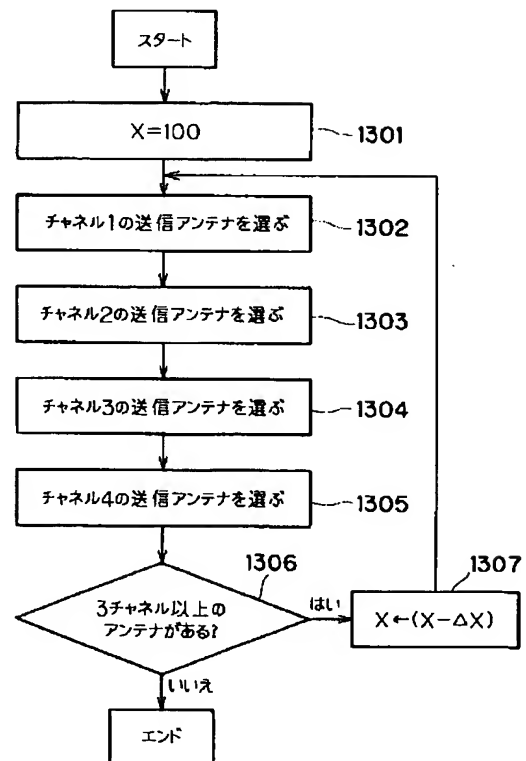 スタート
X=100
1301
チャネル1の送信アンテナを選ぶ
1302
チャネル2の送信アンテナを選ぶ
1303
チャネル3の送信アンテナを選ぶ
1304
チャネル4の送信アンテナを選ぶ
1305
1306
3チャネル以上の
アンテナがある?
はい
1307
X←(X-ΔX)
いいえ
エンド